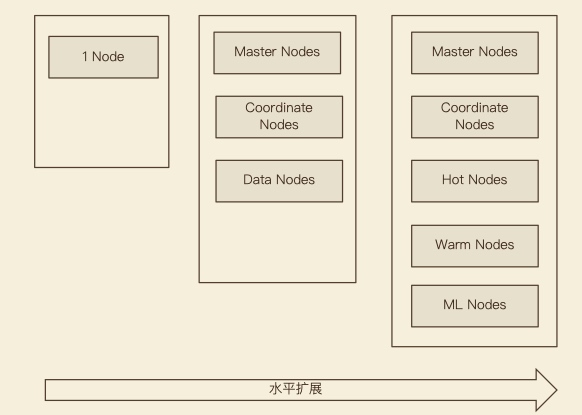 1 Node
Master Nodes
Coordinate
Nodes
Data Nodes
Master Nodes
Coordinate
Nodes
Hot Nodes
Warm Nodes
ML Nodes
水平扩展